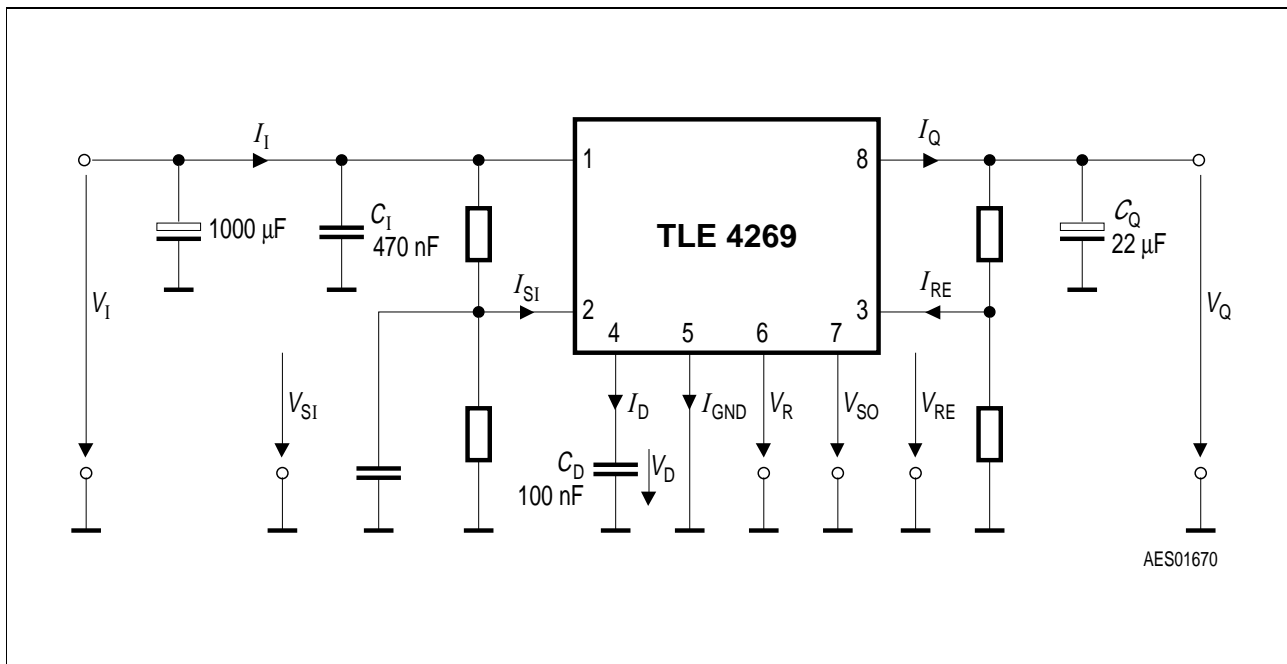 I_I
I_Q
1
8
TLE 4269
1000 µF
C_I
470 nF
C_Q
22 µF
I_SI
I_RE
2
3
V_I
V_Q
4
5
6
7
V_SI
I_D
I_GND
V_R
V_SO
V_RE
C_D
100 nF
V_D
AES01670